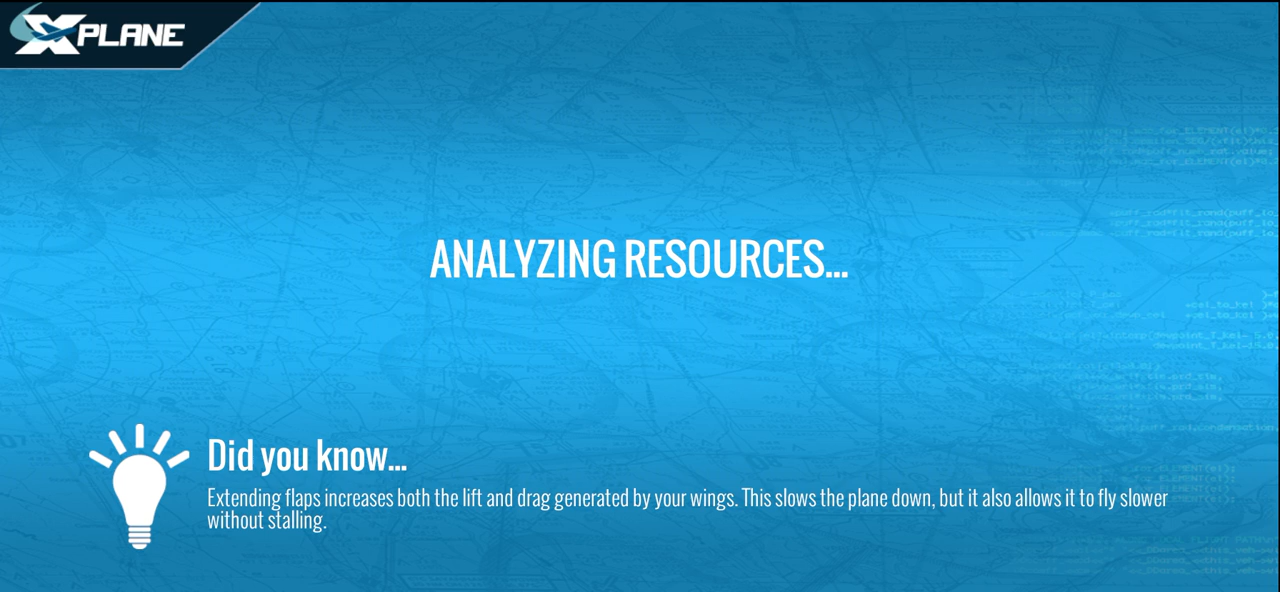 X PLANE
ANALYZING RESOURCES...
Did you know...
Extending flaps increases both the lift and drag generated by your wings. This slows the plane down, but it also allows it to fly slower
without stalling.